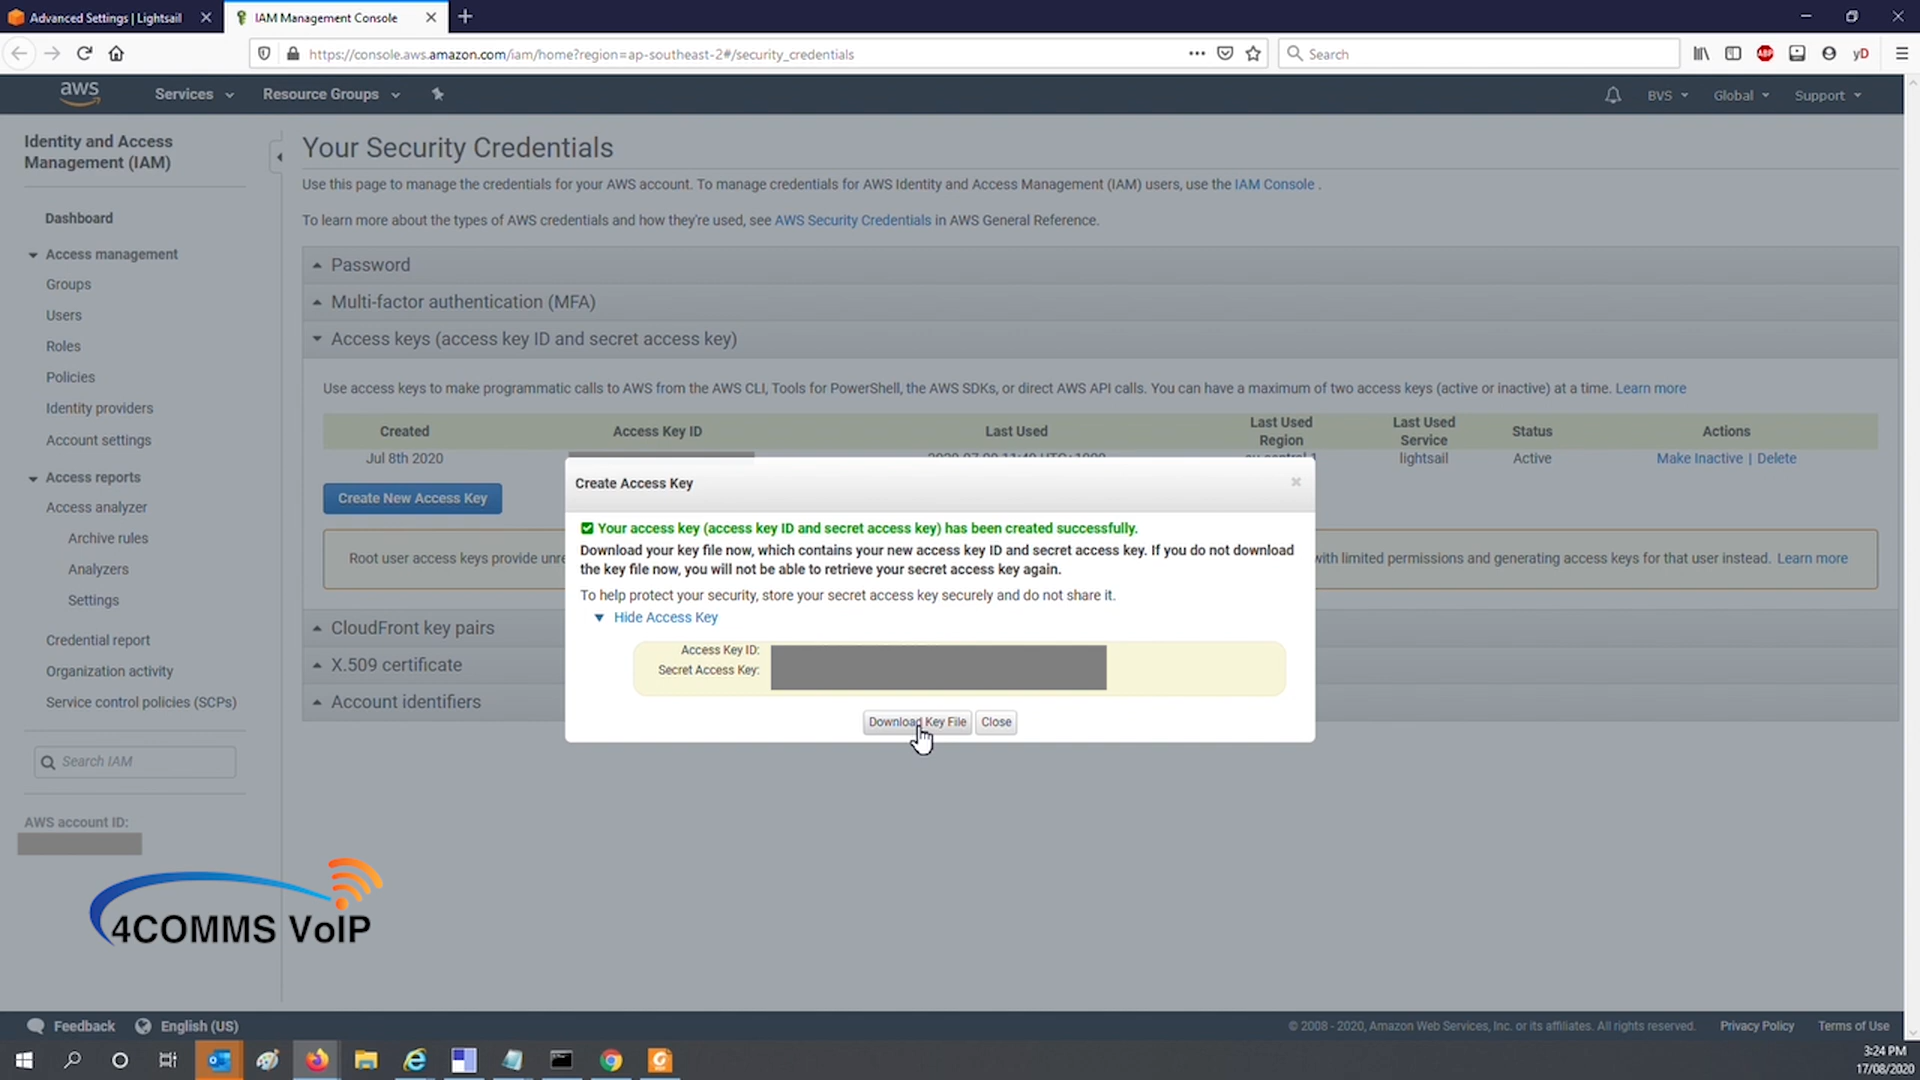 Advanced Settings | Lightsail
IAM Management Console
https://console.aws.amazon.com/iam/home?region=ap-southeast-2#/security_credentials
Search
ABP
yD
aws
Services
Resource Groups
BVS
Global
Support
Identity and Access
Management (IAM)
Dashboard
Access management
Groups
Users
Roles
Policies
Identity providers
Account settings
Access reports
Access analyzer
Archive rules
Analyzers
Settings
Credential report
Organization activity
Service control policies (SCPs)
Search IAM
AWS account ID:
Your Security Credentials
Use this page to manage the credentials for your AWS account. To manage credentials for AWS Identity and Access Management (IAM) users, use the IAM Console .
To learn more about the types of AWS credentials and how they're used, see AWS Security Credentials in AWS General Reference.
Password
Multi-factor authentication (MFA)
Access keys (access key ID and secret access key)
Use access keys to make programmatic calls to AWS from the AWS CLI, Tools for PowerShell, the AWS SDKs, or direct AWS API calls. You can have a maximum of two access keys (active or inactive) at a time. Learn more
Created
Access Key ID
Last Used
Last Used
Region
Last Used
Service
Status
Actions
Jul 8th 2020
lightsail
Active
Make Inactive | Delete
Create New Access Key
Root user access keys provide
with limited permissions and generating access keys for that user instead. Learn more
CloudFront key pairs
X.509 certificate
Account identifiers
Create Access Key
Your access key (access key ID and secret access key) has been created successfully.
Download your key file now, which contains your new access key ID and secret access key. If you do not download
the key file now, you will not be able to retrieve your secret access key again.
To help protect your security, store your secret access key securely and do not share it.
Hide Access Key
Access Key ID:
Secret Access Key:
Download Key File
Close
4COMMS VoIP
Feedback
English (US)
© 2008 - 2020, Amazon Web Services, Inc. or its affiliates. All rights reserved.
Privacy Policy
Terms of Use
3:24 PM
17/08/2020